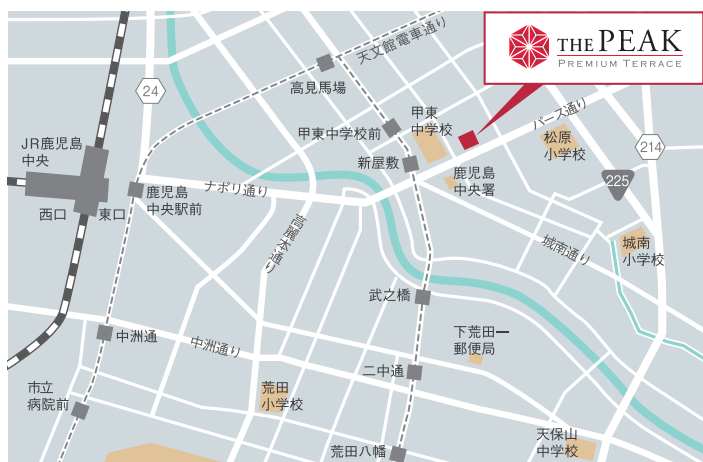 THE PEAK
PREMIUM TERRACE
天文館電車通り
24
高見馬場
パース通り
甲東
中学校
甲東中学校前
松原
小学校
214
JR鹿児島
中央
新屋敷
鹿児島
中央署
225
西口
東口
鹿児島
中央駅前
ナポリ通り
高麗本通り
城南通り
城南
小学校
武之橋
中洲通
中洲通り
下荒田一
郵便局
二中通
市立
病院前
荒田
小学校
荒田八幡
天保山
中学校